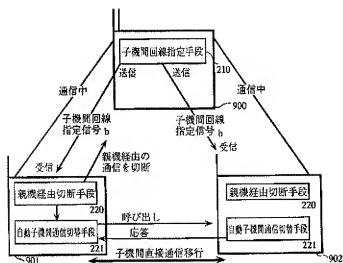 子機間回線指定手段
送信 送信
210
900
通信中
通信中
子機間回線
指定信号 b
子機間回線
指定信号 b
受信
受信
親機経由の
通信を切断
親機経由切断手段
220
自動子機間通信切替手段
221
901
呼び出し
応答
親機経由切断手段
220
自動子機間通信切替手段
221
902
子機間直接通信移行